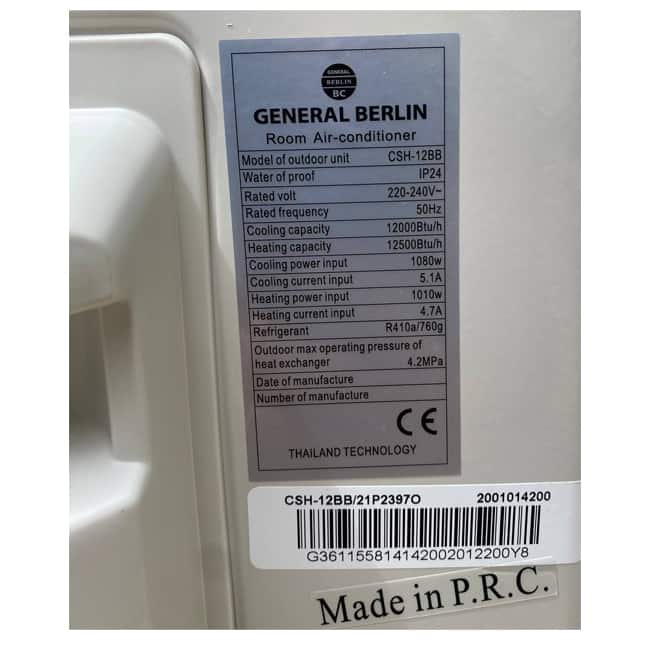 GENERAL
BERLIN
BC
GENERAL BERLIN
Room Air-conditioner
Model of outdoor unit CSH-12BB
Water of proof IP24
Rated volt 220-240V~
Rated frequency 50Hz
Cooling capacity 12000Btu/h
Heating capacity 12500Btu/h
Cooling power input 1080w
Cooling current input 5.1A
Heating power input 1010w
Heating current input 4.7A
Refrigerant R410a/760g
Outdoor max operating pressure of
heat exchanger 4.2MPa
Date of manufacture
Number of manufacture
CE
THAILAND TECHNOLOGY
CSH-12BB/21P2397O 2001014200
G361155814142002012200Y8
Made in P.R.C.